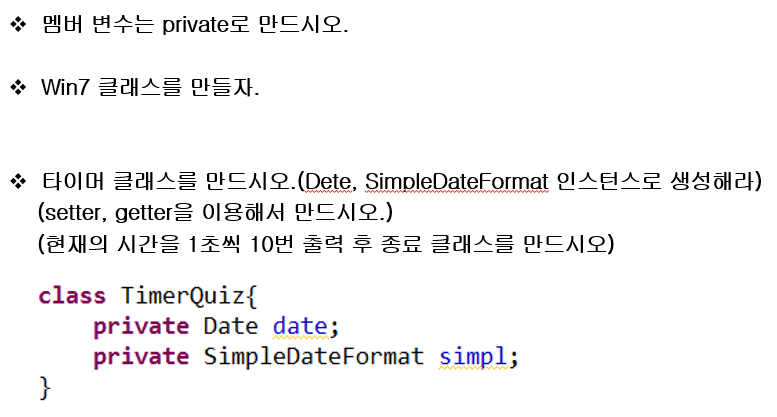 ❖ 멤버 변수는 private로 만드시오.
❖ Win7 클래스를 만들자.
❖ 타이머 클래스를 만드시오.(Dete, SimpleDateFormat 인스턴스로 생성해라)
(setter, getter을 이용해서 만드시오.)
(현재의 시간을 1초씩 10번 출력 후 종료 클래스를 만드시오)
class TimerQuiz{
    private Date date;
    private SimpleDateFormat simpl;
}